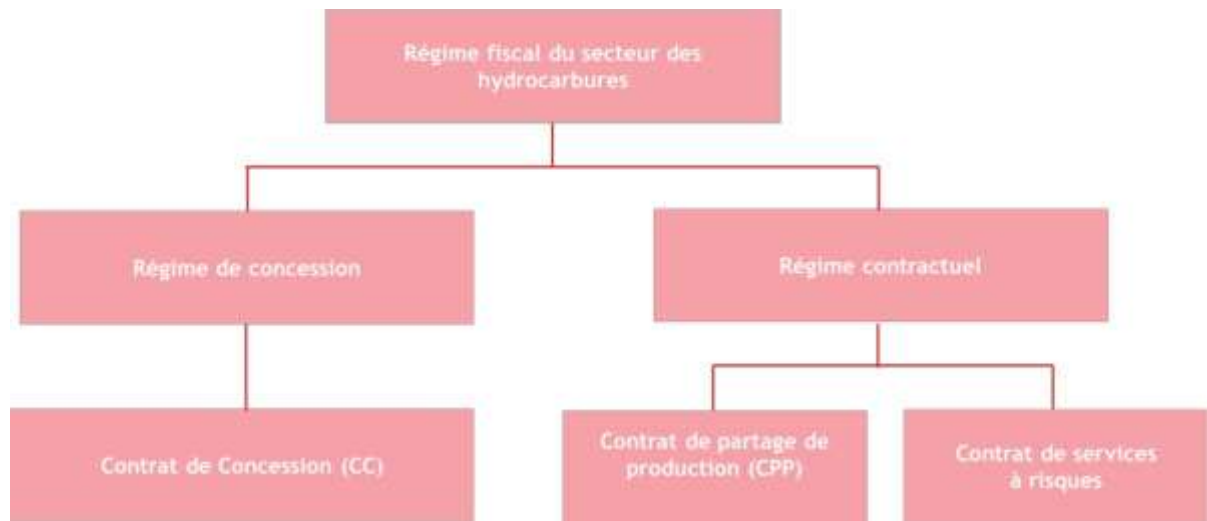 Régime fiscal du secteur des
hydrocarbures
Régime de concession
Régime contractuel
Contrat de Concession (CC)
Contrat de partage de
production (CPP)
Contrat de services
à risques